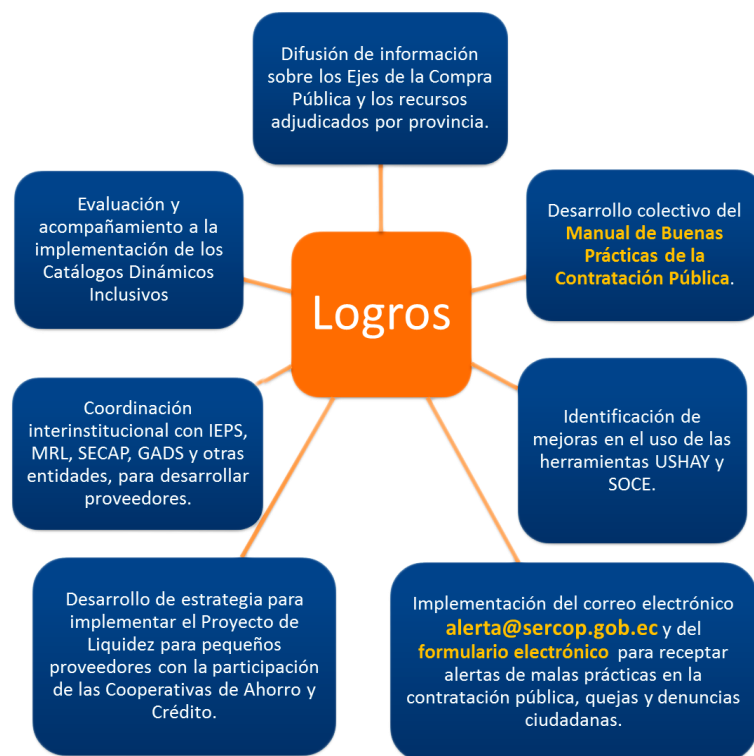 Difusión de información
sobre los Ejes de la Compra
Pública y los recursos
adjudicados por provincia.
Evaluación y
acompañamiento a la
implementación de los
Catálogos Dinámicos
Inclusivos
Logros
Desarrollo colectivo del
Manual de Buenas
Prácticas de la
Contratación Pública.
Coordinación
interinstitucional con IEPS,
MRL, SECAP, GADS y otras
entidades, para desarrollar
proveedores.
Identificación de
mejoras en el uso de las
herramientas USHAY y
SOCE.
Desarrollo de estrategia para
implementar el Proyecto de
Liquidez para pequeños
proveedores con la participación
de las Cooperativas de Ahorro y
Crédito.
Implementación del correo electrónico
alerta@sercop.gob.ec y del
formulario electrónico para receptar
alertas de malas prácticas en la
contratación pública, quejas y denuncias
ciudadanas.